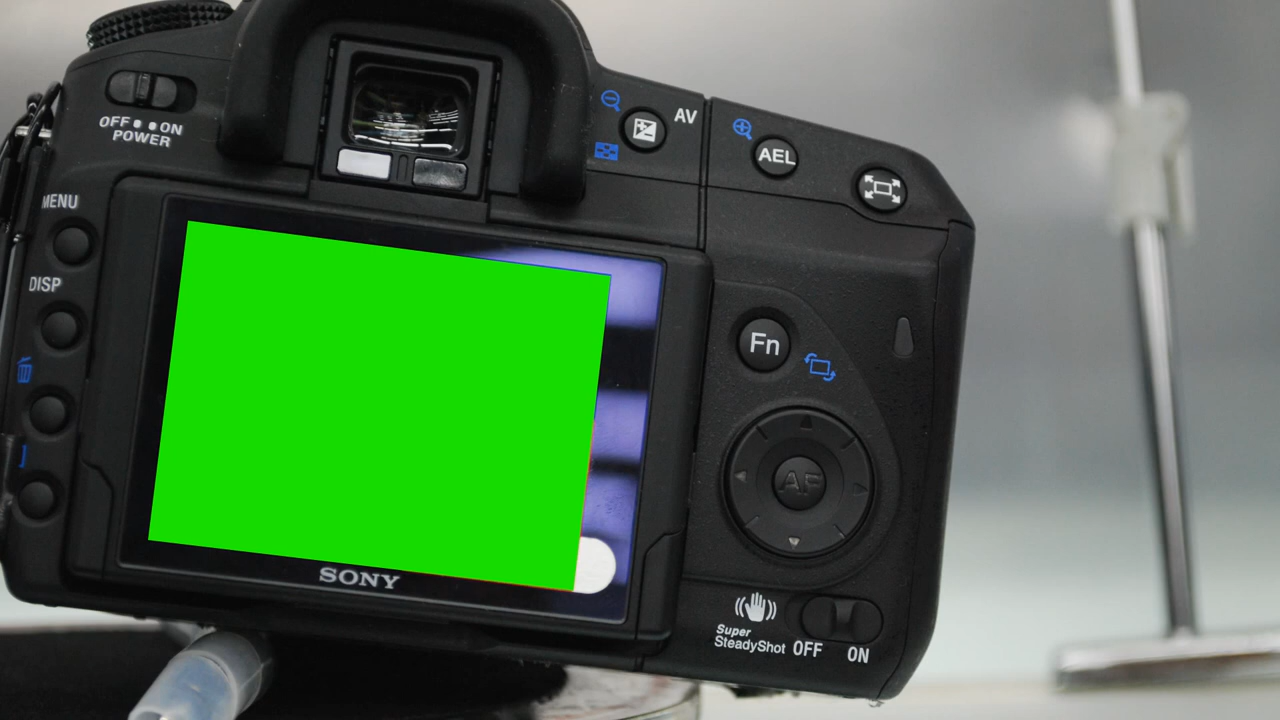 OFF ON
POWER
AV
AEL
MENU
DISP
Fn
AF
SONY
Super
SteadyShot
OFF ON